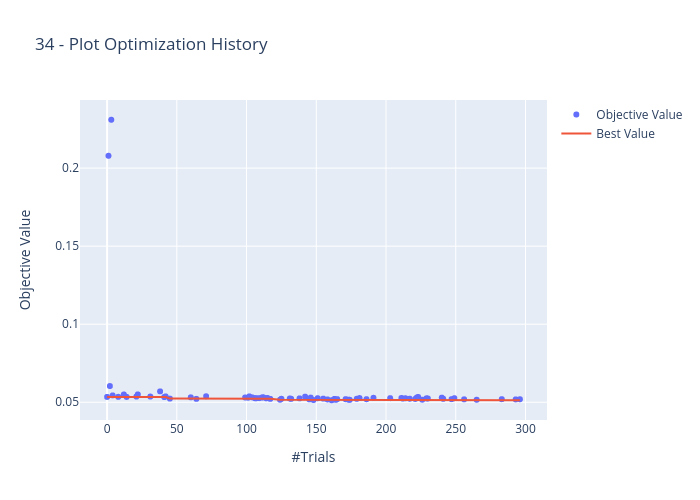 34 - Plot Optimization History
Objective Value
Best Value
Objective Value
0.2
0.15
0.1
0.05
0
50
100
150
200
250
300
#Trials